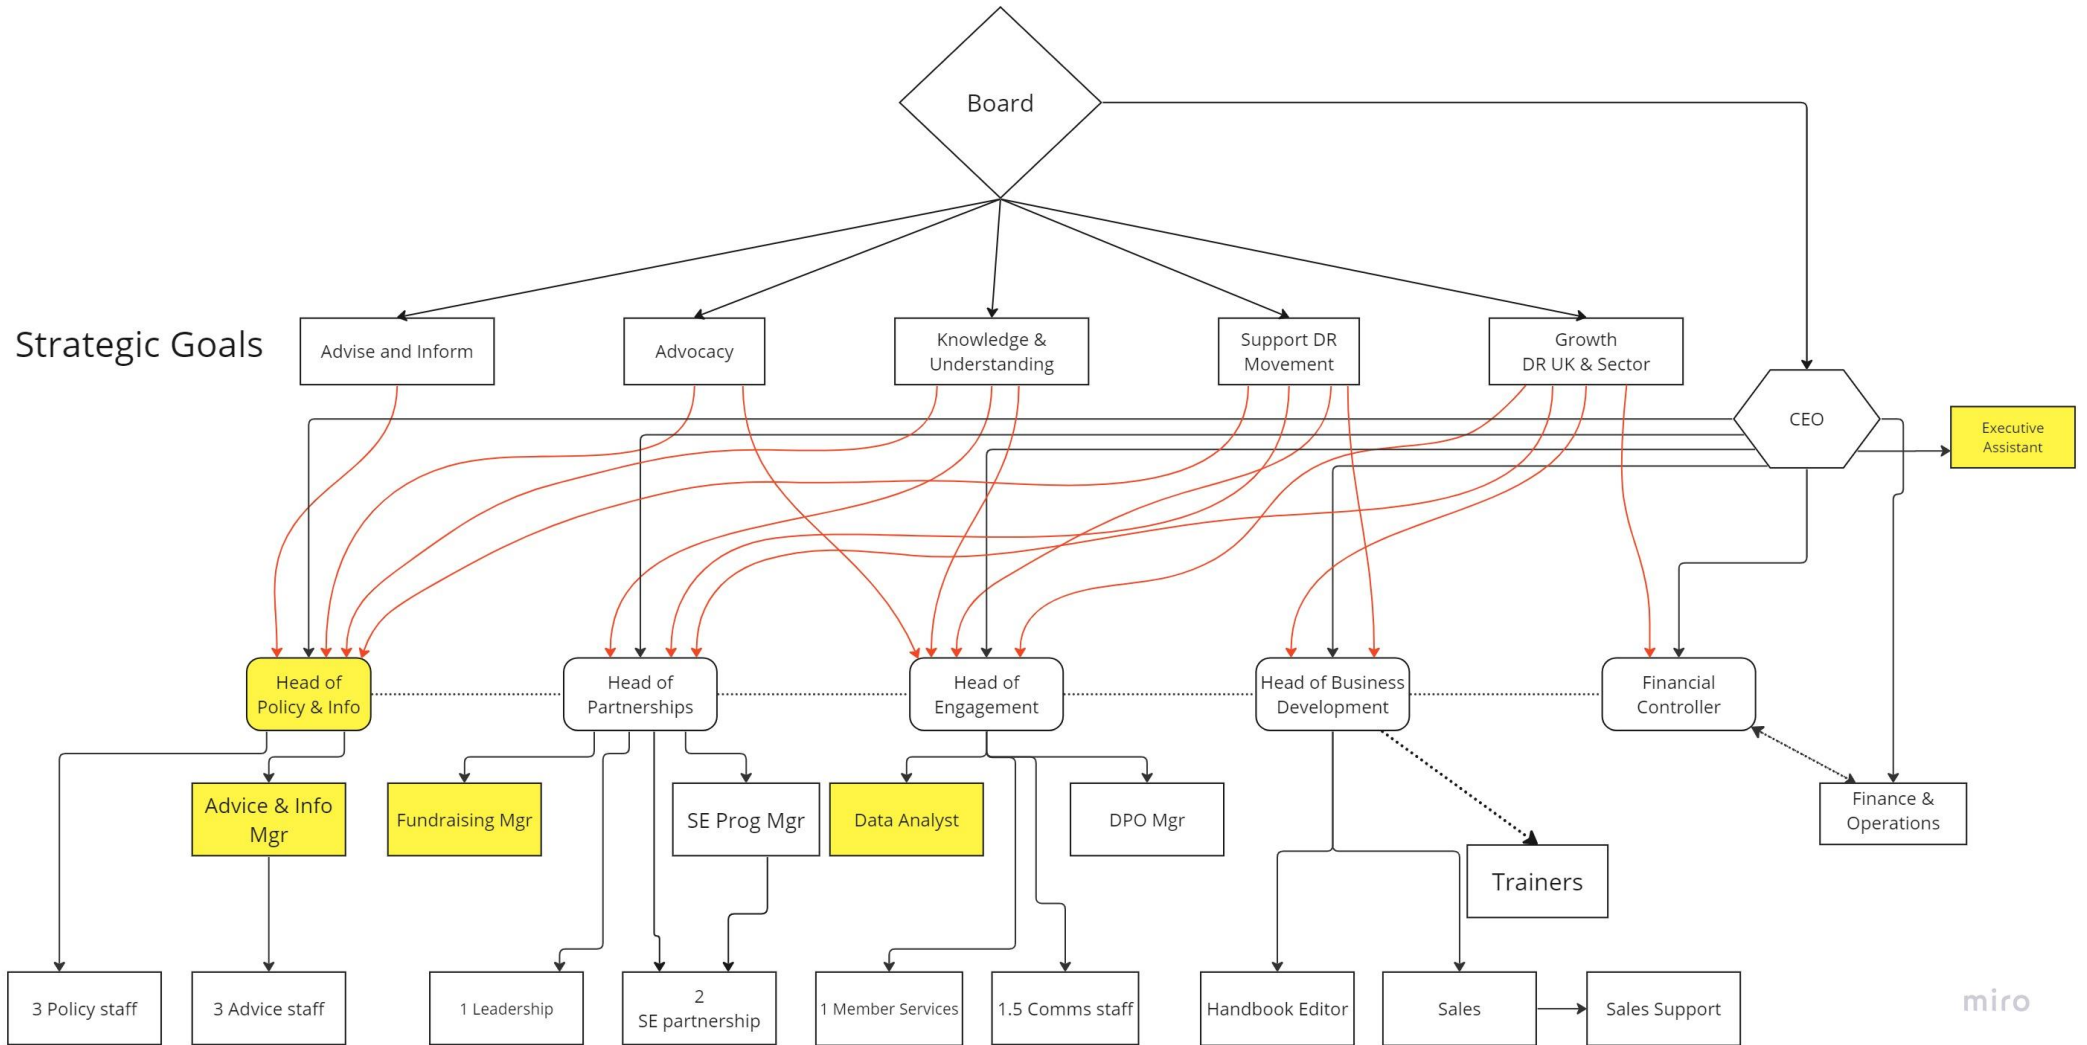 Board
Strategic Goals
Advise and Inform
Advocacy
Knowledge &
Understanding
Support DR
Movement
Growth
DR UK & Sector
CEO
Executive
Assistant
Head of
Policy & Info
Head of
Partnerships
Head of
Engagement
Head of Business
Development
Financial
Controller
Advice & Info
Mgr
Fundraising Mgr
SE Prog Mgr
Data Analyst
DPO Mgr
Trainers
Finance &
Operations
3 Policy staff
3 Advice staff
1 Leadership
2
SE partnership
1 Member Services
1.5 Comms staff
Handbook Editor
Sales
Sales Support
miro